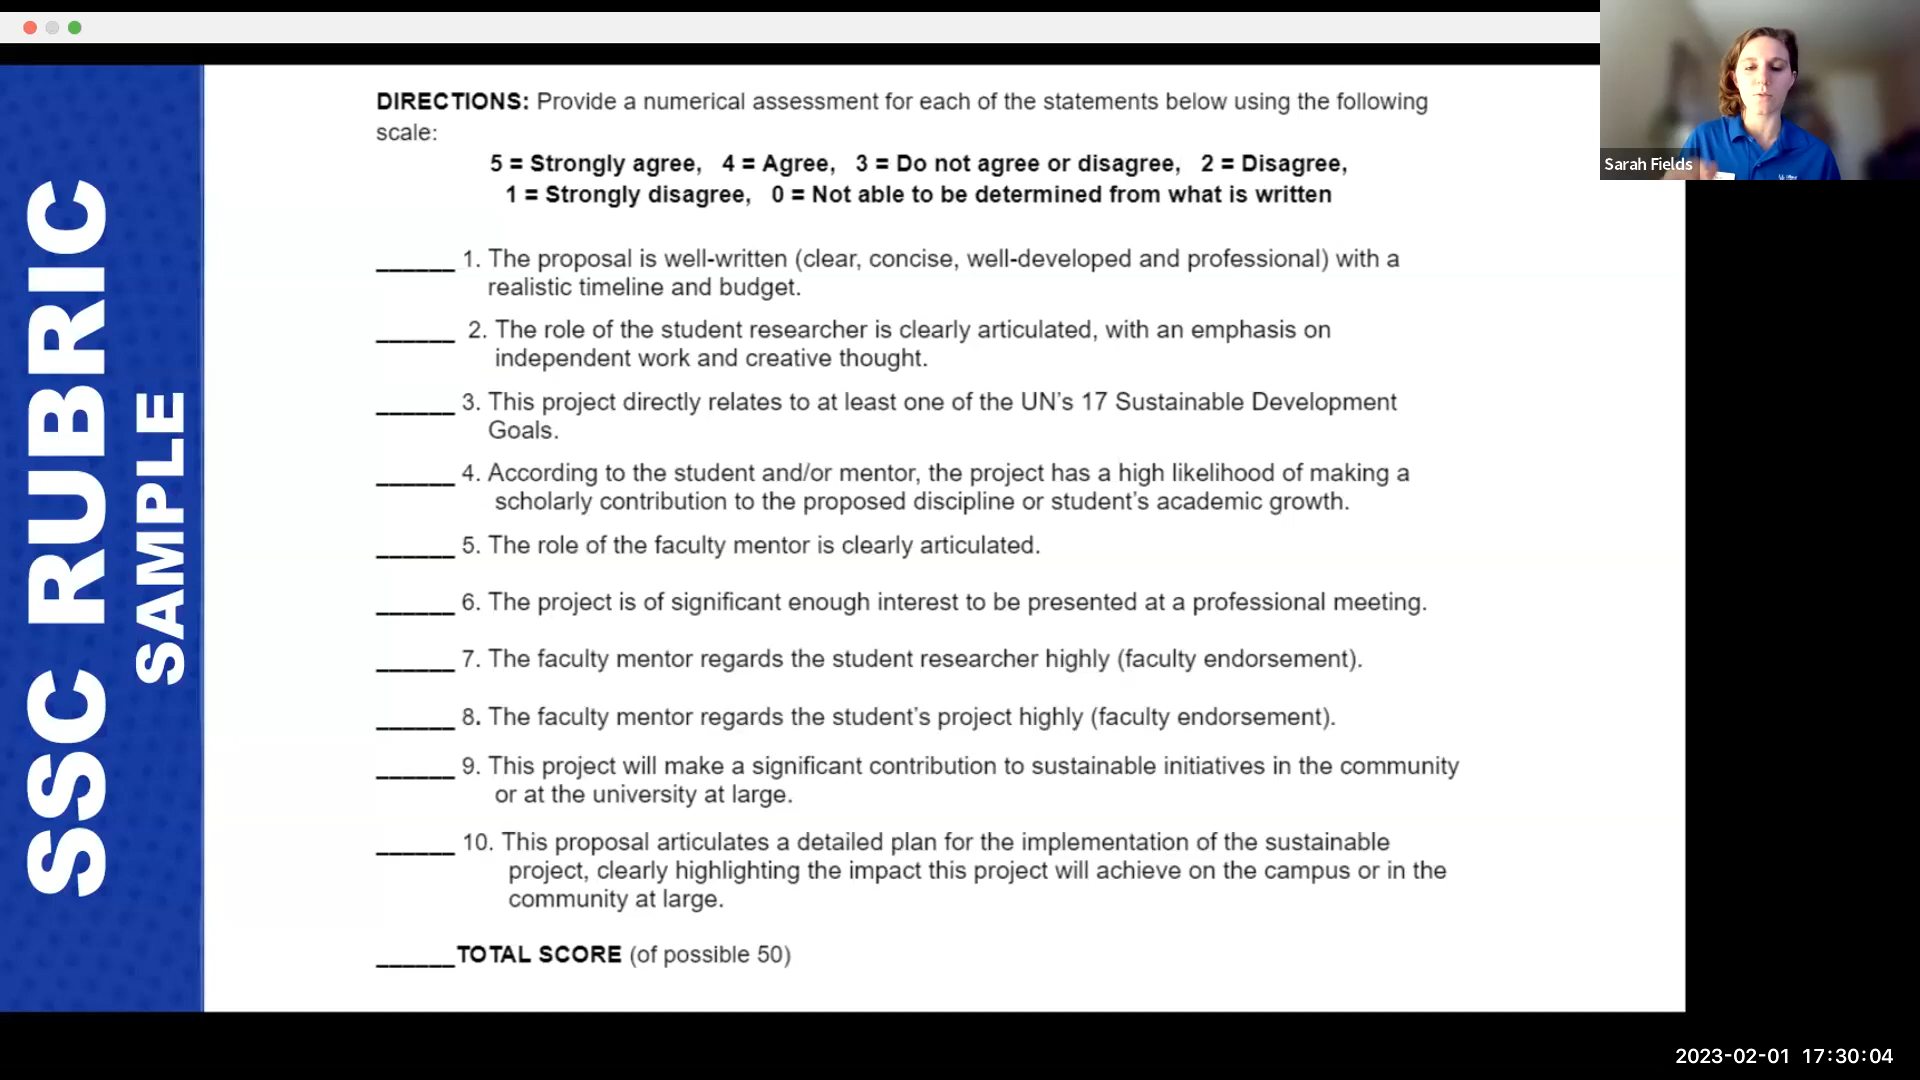 SSC RUBRIC
SAMPLE
DIRECTIONS: Provide a numerical assessment for each of the statements below using the following
scale:
5 = Strongly agree, 4 = Agree, 3 = Do not agree or disagree, 2 = Disagree,
1 = Strongly disagree, 0 = Not able to be determined from what is written
______ 1. The proposal is well-written (clear, concise, well-developed and professional) with a
realistic timeline and budget.
______ 2. The role of the student researcher is clearly articulated, with an emphasis on
independent work and creative thought.
______ 3. This project directly relates to at least one of the UN's 17 Sustainable Development
Goals.
______ 4. According to the student and/or mentor, the project has a high likelihood of making a
scholarly contribution to the proposed discipline or student's academic growth.
______ 5. The role of the faculty mentor is clearly articulated.
______ 6. The project is of significant enough interest to be presented at a professional meeting.
______ 7. The faculty mentor regards the student researcher highly (faculty endorsement).
______ 8. The faculty mentor regards the student's project highly (faculty endorsement).
______ 9. This project will make a significant contribution to sustainable initiatives in the community
or at the university at large.
______ 10. This proposal articulates a detailed plan for the implementation of the sustainable
project, clearly highlighting the impact this project will achieve on the campus or in the
community at large.
______TOTAL SCORE (of possible 50)
Sarah Fields
2023-02-01 17:30:04